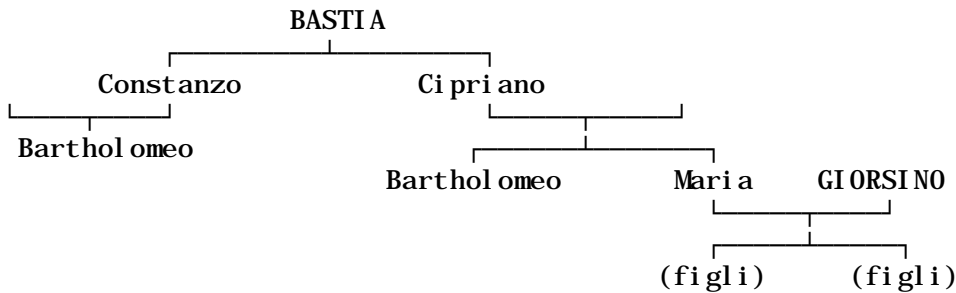 BASTIA
Constanzo Cipriano
Bartholomeo
Bartholomeo Maria GIORSINO
(figli) (figli)